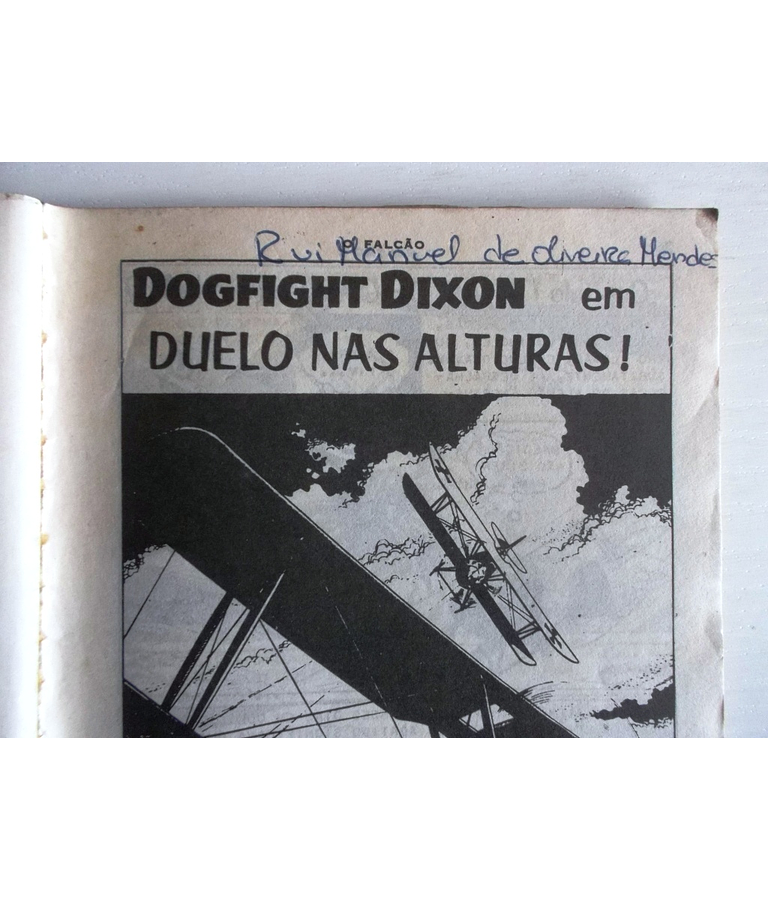 O FALCÃO
Rui Manuel de Oliveira Mendes
DOGFIGHT DIXON em
DUELO NAS ALTURAS!